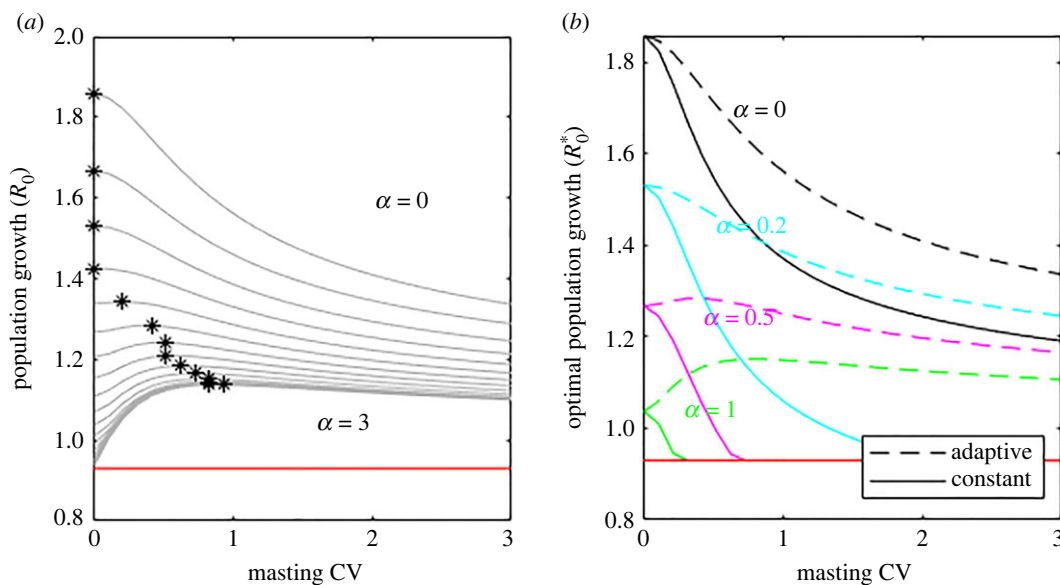 (a)
2.0
1.8
1.6
1.4
1.2
1.0
0.8
population growth (R₀)
α = 0
α = 3
0
1
2
3
masting CV
(b)
1.8
1.6
1.4
1.2
1.0
0.8
optimal population growth (R₀*)
α = 0
α = 0.2
α = 0.5
α = 1
adaptive
constant
0
1
2
3
masting CV